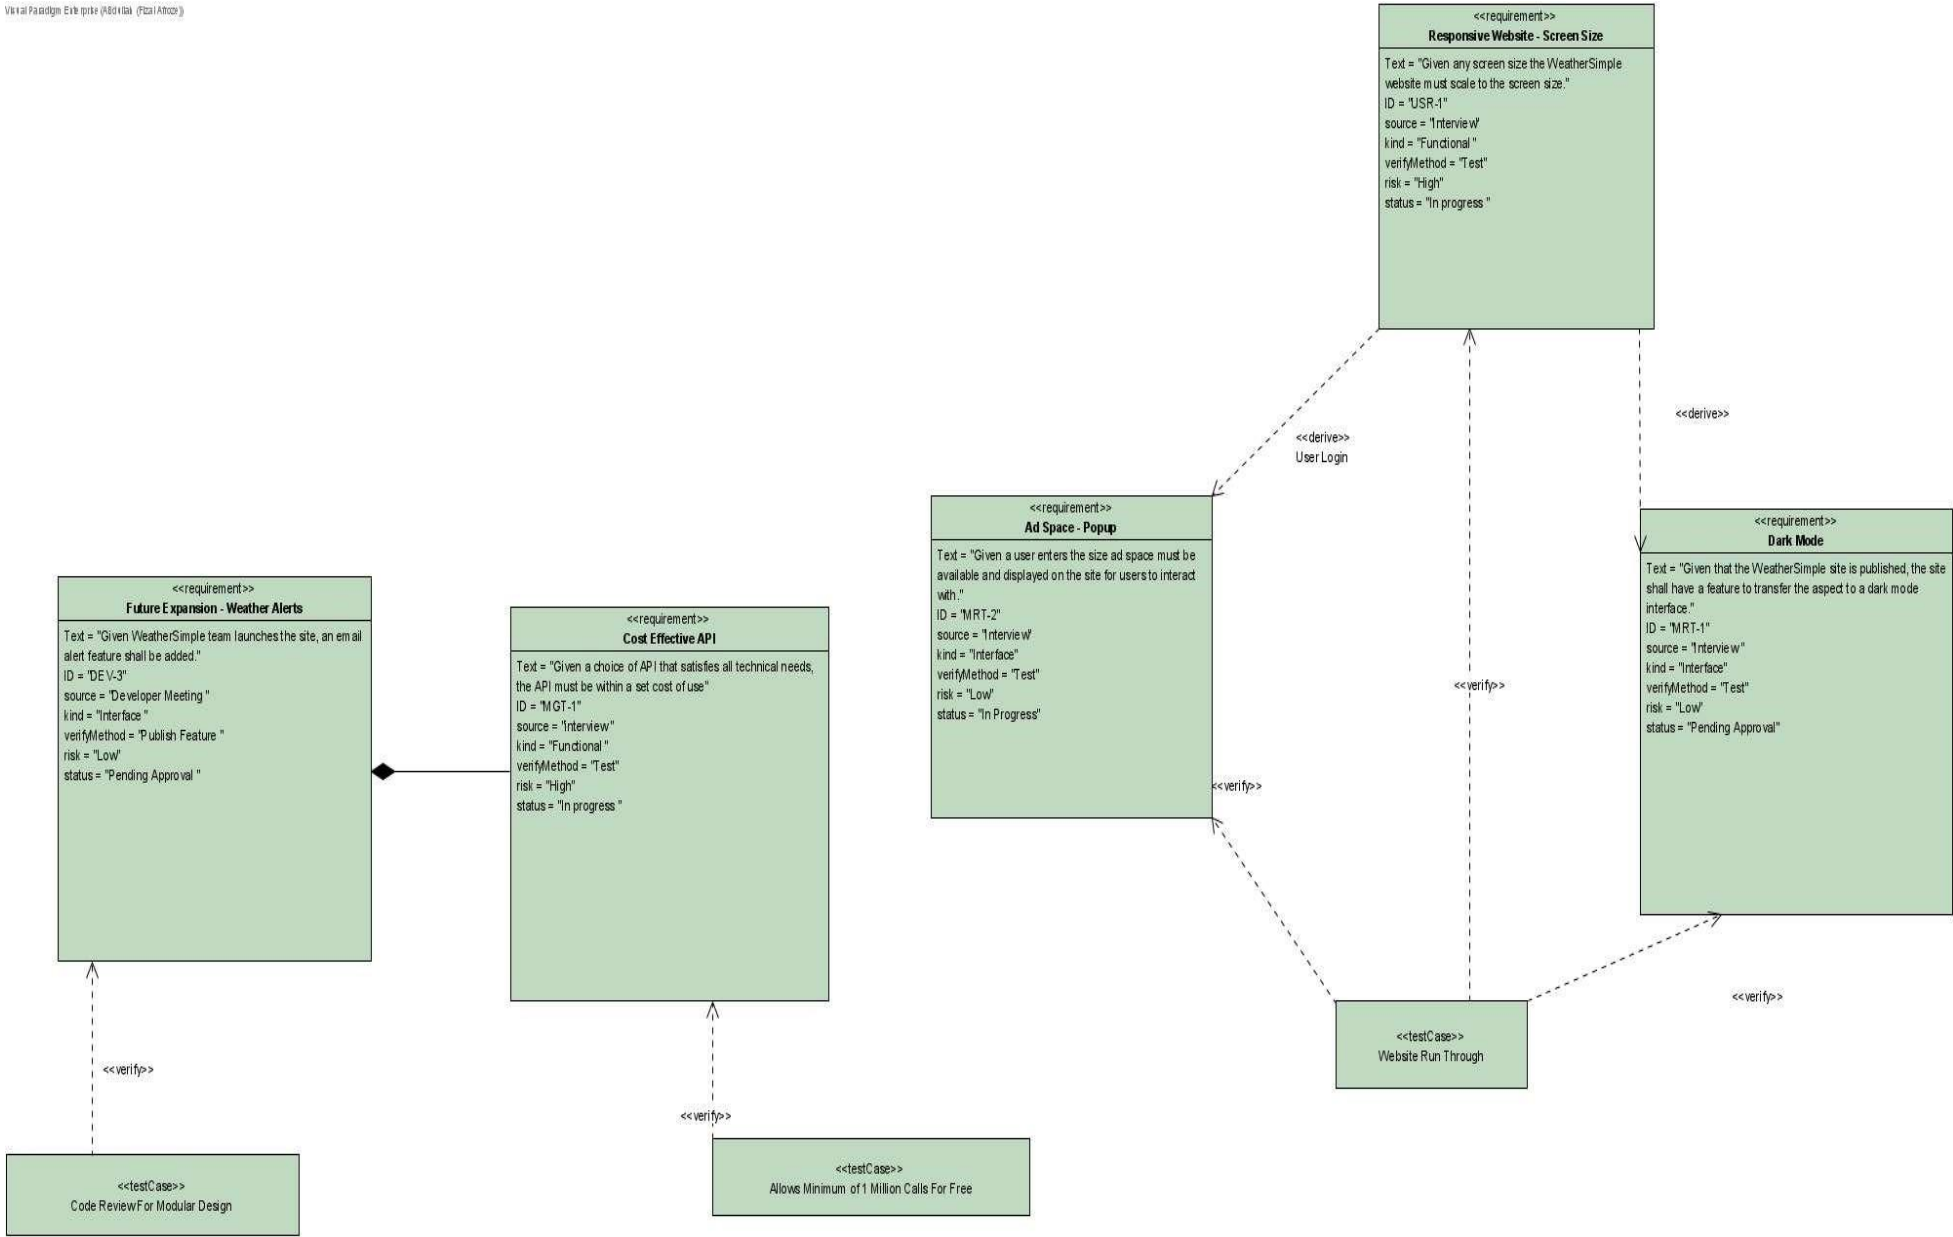 Visual Paradigm Enterprise (Abdullah (Fizal Afroze))
<<requirement>>
Responsive Website - Screen Size
Text = "Given any screen size the WeatherSimple
website must scale to the screen size."
ID = "USR-1"
source = "Interview"
kind = "Functional "
verifyMethod = "Test"
risk = "High"
status = "In progress "
<<derive>>
<<derive>>
User Login
<<requirement>>
Ad Space - Popup
Text = "Given a user enters the size ad space must be
available and displayed on the site for users to interact
with."
ID = "MRT-2"
source = "Interview"
kind = "Interface"
verifyMethod = "Test"
risk = "Low"
status = "In Progress"
<<requirement>>
Dark Mode
Text = "Given that the WeatherSimple site is published, the site
shall have a feature to transfer the aspect to a dark mode
interface."
ID = "MRT-1"
source = "Interview"
kind = "Interface"
verifyMethod = "Test"
risk = "Low"
status = "Pending Approval"
<<requirement>>
Future Expansion - Weather Alerts
Text = "Given WeatherSimple team launches the site, an email
alert feature shall be added."
ID = "DEV-3"
source = "Developer Meeting "
kind = "Interface "
verifyMethod = "Publish Feature "
risk = "Low"
status = "Pending Approval "
<<requirement>>
Cost Effective API
Text = "Given a choice of API that satisfies all technical needs,
the API must be within a set cost of use"
ID = "MGT-1"
source = "interview"
kind = "Functional "
verifyMethod = "Test"
risk = "High"
status = "In progress "
<<verify>>
<<verify>>
<<verify>>
<<testCase>>
Website Run Through
<<verify>>
<<verify>>
<<testCase>>
Code Review For Modular Design
<<testCase>>
Allows Minimum of 1 Million Calls For Free